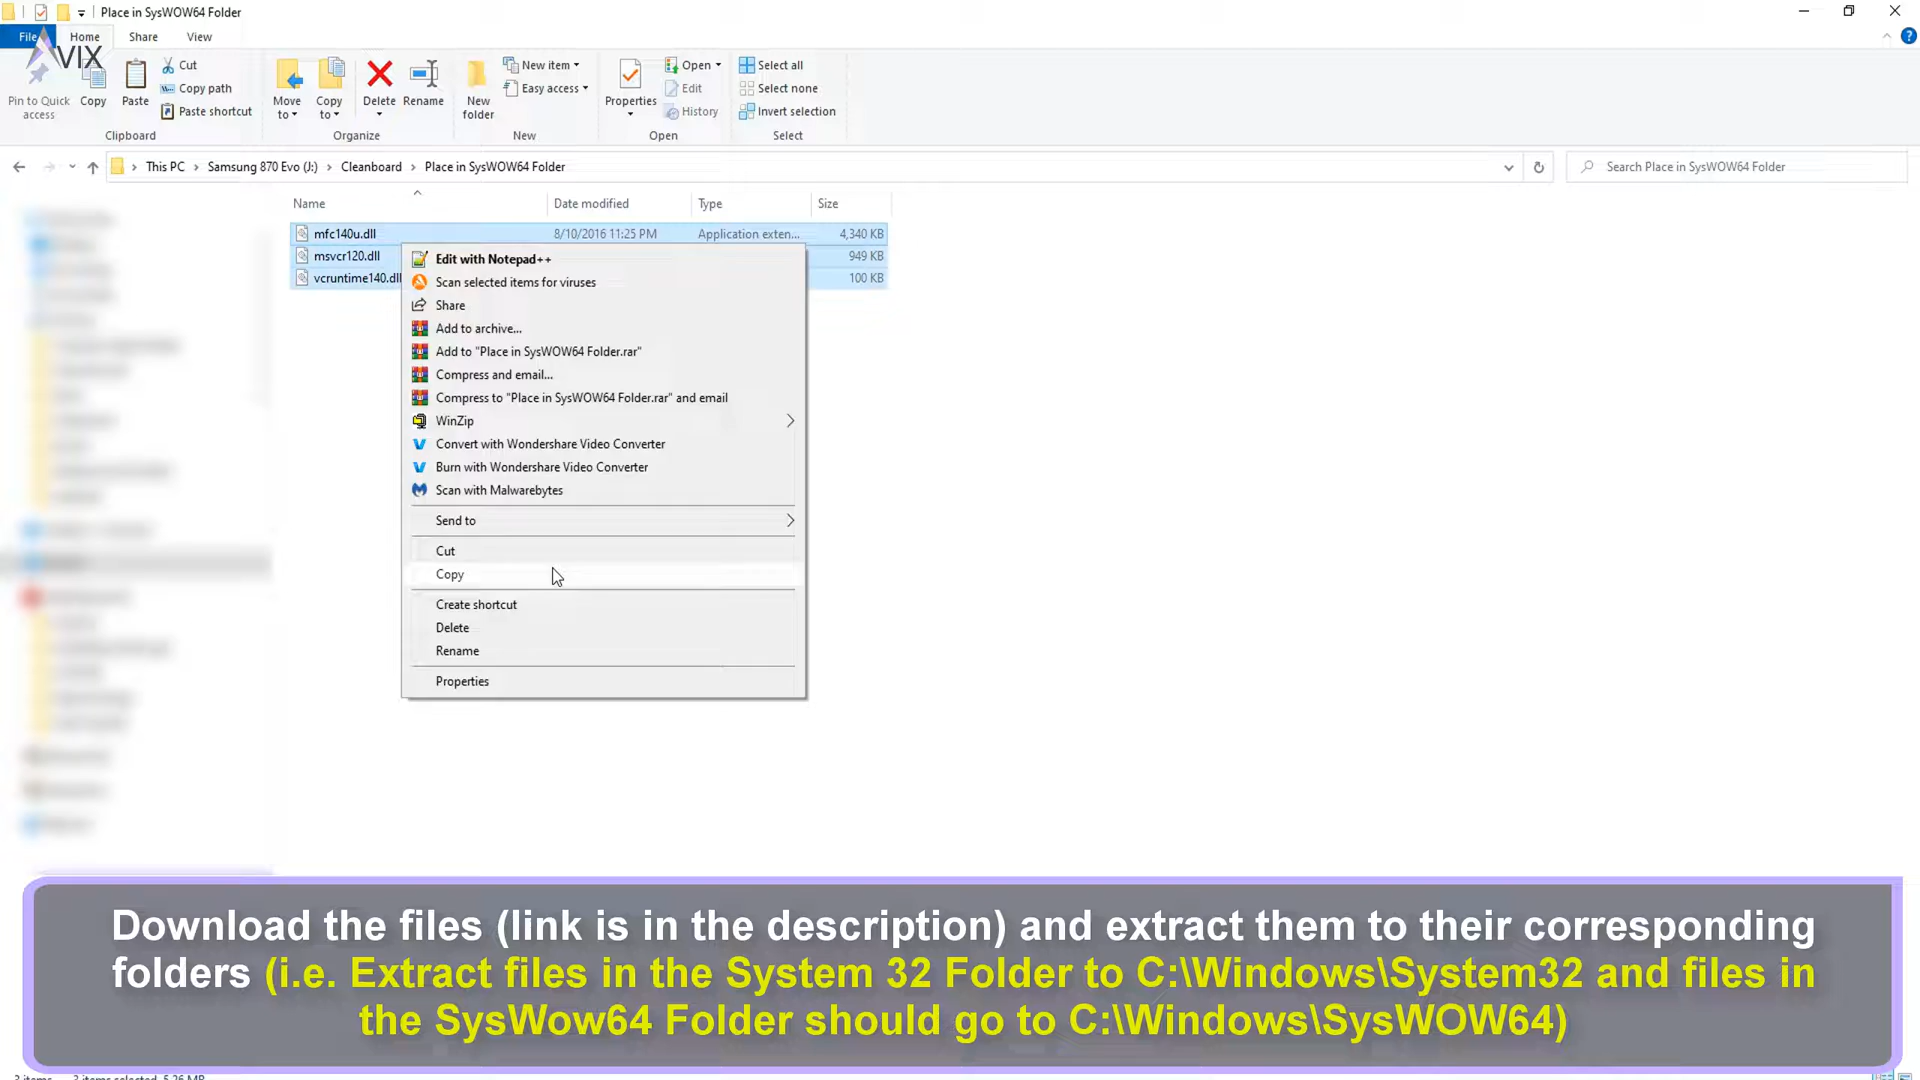 Place in SysWOW64 Folder
File Home Share View
AVIX
Pin to Quick access
Copy
Paste
Cut
Copy path
Paste shortcut
Clipboard
Move to
Copy to
Delete
Rename
Organize
New folder
New item
Easy access
New
Properties
Open
Edit
History
Open
Select all
Select none
Invert selection
Select
This PC > Samsung 870 Evo (J:) > Cleanboard > Place in SysWOW64 Folder
Search Place in SysWOW64 Folder
Name Date modified Type Size
mfc140u.dll 8/10/2016 11:25 PM Application exten... 4,340 KB
msvcr120.dll 949 KB
vcruntime140.dll 100 KB
Edit with Notepad++
Scan selected items for viruses
Share
Add to archive...
Add to "Place in SysWOW64 Folder.rar"
Compress and email...
Compress to "Place in SysWOW64 Folder.rar" and email
WinZip
Convert with Wondershare Video Converter
Burn with Wondershare Video Converter
Scan with Malwarebytes
Send to
Cut
Copy
Create shortcut
Delete
Rename
Properties
Download the files (link is in the description) and extract them to their corresponding
folders (i.e. Extract files in the System 32 Folder to C:\Windows\System32 and files in
the SysWow64 Folder should go to C:\Windows\SysWOW64)
3 items 3 items selected 5.26 MB